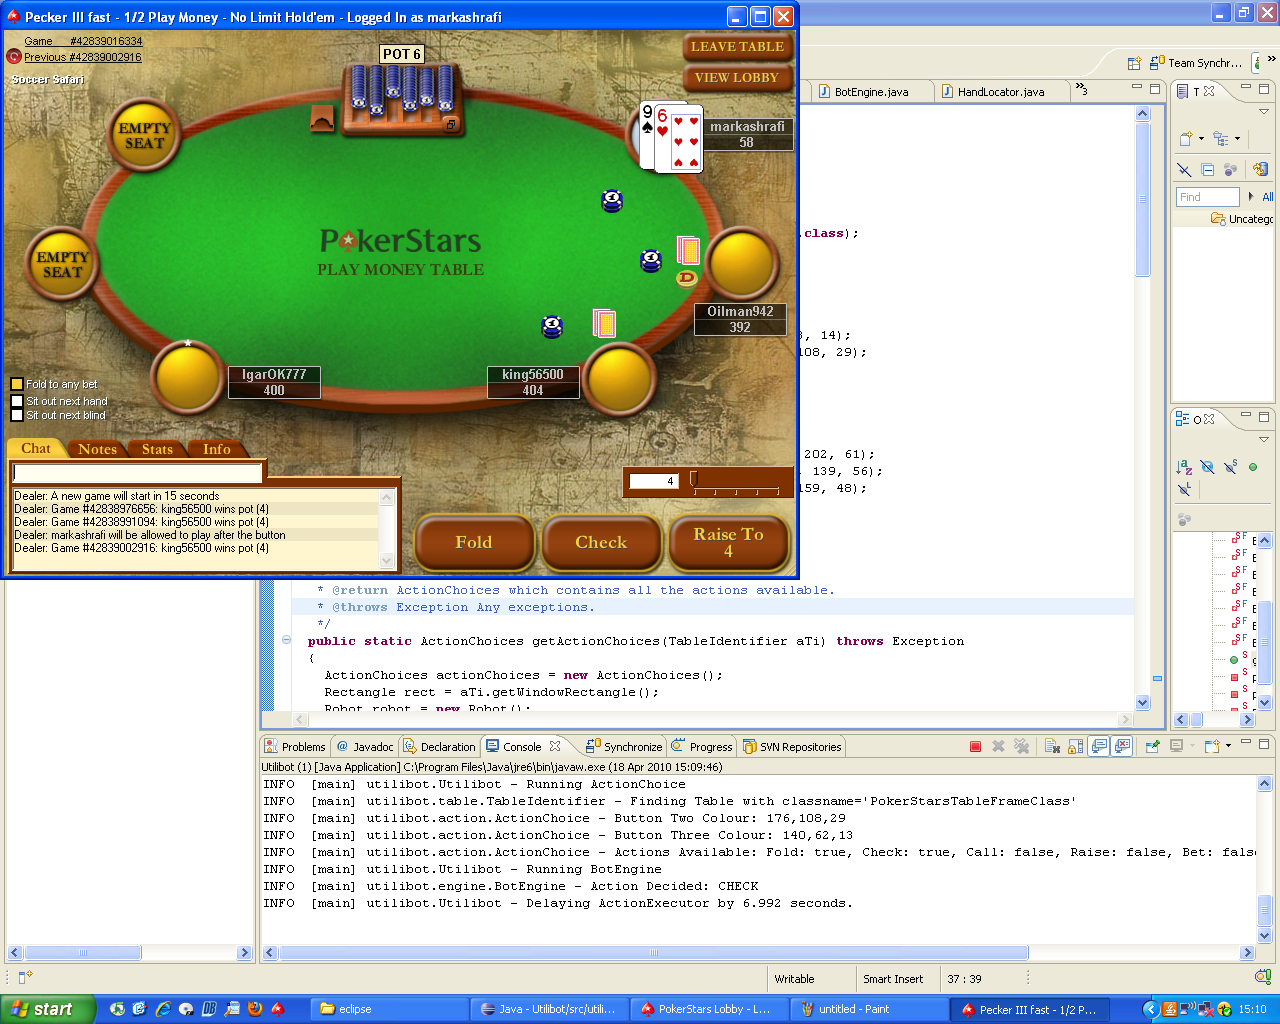 Pecker III fast - 1/2 Play Money - No Limit Hold'em - Logged In as markashrafi
Game #42839016334
Previous #42839002916
Soccer Safari
POT 6
LEAVE TABLE
VIEW LOBBY
EMPTY SEAT
9
6
markashrafi
58
PokerStars
PLAY MONEY TABLE
EMPTY SEAT
D
Oilman942
392
IgarOK777
400
king56500
404
Fold to any bet
Sit out next hand
Sit out next blind
Chat Notes Stats Info
4
Dealer: A new game will start in 15 seconds
Dealer: Game #42838976656: king56500 wins pot (4)
Dealer: Game #42838991094: king56500 wins pot (4)
Dealer: markashrafi will be allowed to play after the button
Dealer: Game #42839002916: king56500 wins pot (4)
Fold
Check
Raise To
4
Team Synchr...
BotEngine.java
HandLocator.java
3
T
Find
All
Uncatego
.class);
, 14);
108, 29);
202, 61);
, 139, 56);
159, 48);
O
* @return ActionChoices which contains all the actions available.
* @throws Exception Any exceptions.
*/
public static ActionChoices getActionChoices(TableIdentifier aTi) throws Exception
{
ActionChoices actionChoices = new ActionChoices();
Rectangle rect = aTi.getWindowRectangle();
Robot robot = new Robot();
Problems Javadoc Declaration Console Synchronize Progress SVN Repositories
Utilibot (1) [Java Application] C:\Program Files\Java\jre6\bin\javaw.exe (18 Apr 2010 15:09:46)
INFO [main] utilibot.Utilibot - Running ActionChoice
INFO [main] utilibot.table.TableIdentifier - Finding Table with classname='PokerStarsTableFrameClass'
INFO [main] utilibot.action.ActionChoice - Button Two Colour: 176,108,29
INFO [main] utilibot.action.ActionChoice - Button Three Colour: 140,62,13
INFO [main] utilibot.action.ActionChoice - Actions Available: Fold: true, Check: true, Call: false, Raise: false, Bet: false
INFO [main] utilibot.Utilibot - Running BotEngine
INFO [main] utilibot.engine.BotEngine - Action Decided: CHECK
INFO [main] utilibot.Utilibot - Delaying ActionExecutor by 6.992 seconds.
Writable
Smart Insert
37 : 39
start
eclipse
Java - Utilibot/src/utili...
PokerStars Lobby - L...
untitled - Paint
Pecker III fast - 1/2 P...
15:10